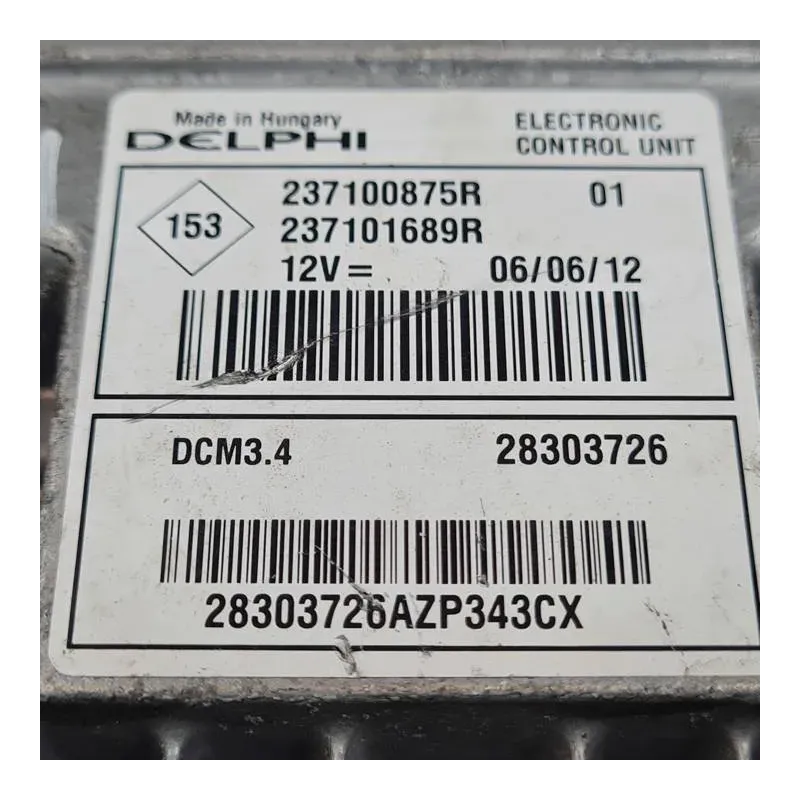 Made in Hungary
DELPHI
ELECTRONIC
CONTROL UNIT
153
237100875R 01
237101689R
12V= 06/06/12
DCM3.4 28303726
28303726AZP343CX